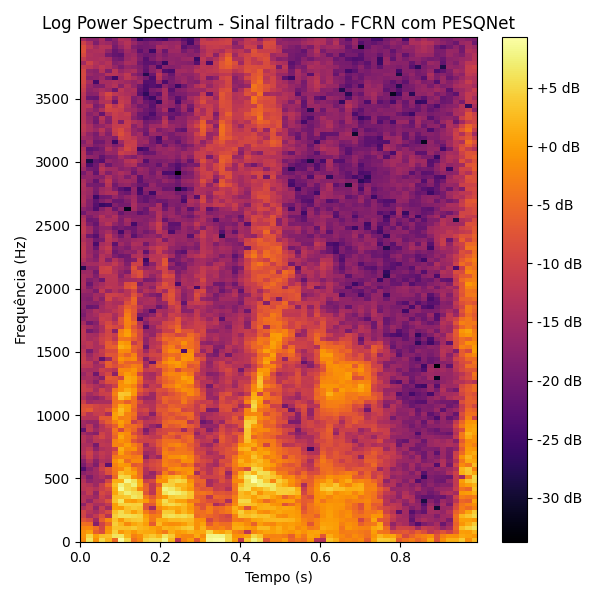 Log Power Spectrum - Sinal filtrado - FCRN com PESQNet
Frequência (Hz)
3500
3000
2500
2000
1500
1000
500
0
0.0 0.2 0.4 0.6 0.8
Tempo (s)
+5 dB
+0 dB
-5 dB
-10 dB
-15 dB
-20 dB
-25 dB
-30 dB